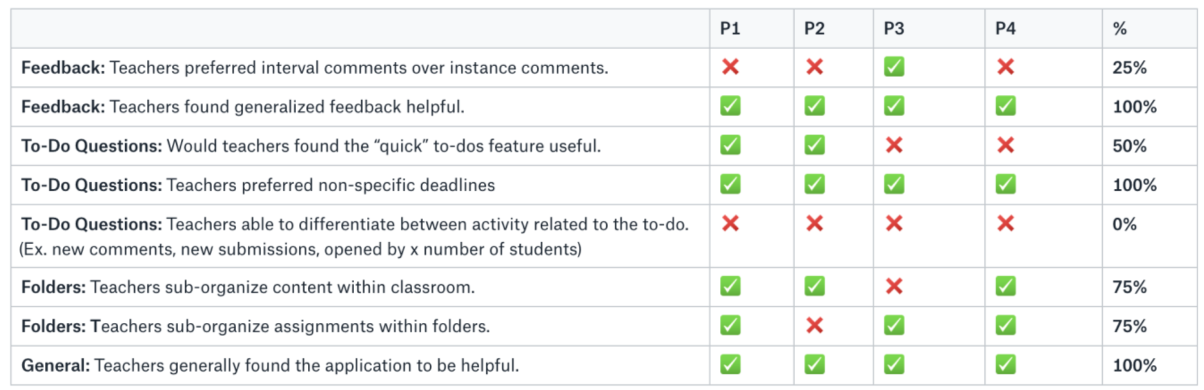 P1 P2 P3 P4 %
Feedback: Teachers preferred interval comments over instance comments. ❌ ❌ ✅ ❌ 25%
Feedback: Teachers found generalized feedback helpful. ✅ ✅ ✅ ✅ 100%
To-Do Questions: Would teachers found the “quick” to-dos feature useful. ✅ ✅ ❌ ❌ 50%
To-Do Questions: Teachers preferred non-specific deadlines ✅ ✅ ✅ ✅ 100%
To-Do Questions: Teachers able to differentiate between activity related to the to-do. ❌ ❌ ❌ ❌ 0%
(Ex. new comments, new submissions, opened by x number of students)
Folders: Teachers sub-organize content within classroom. ✅ ✅ ❌ ✅ 75%
Folders: Teachers sub-organize assignments within folders. ✅ ❌ ✅ ✅ 75%
General: Teachers generally found the application to be helpful. ✅ ✅ ✅ ✅ 100%